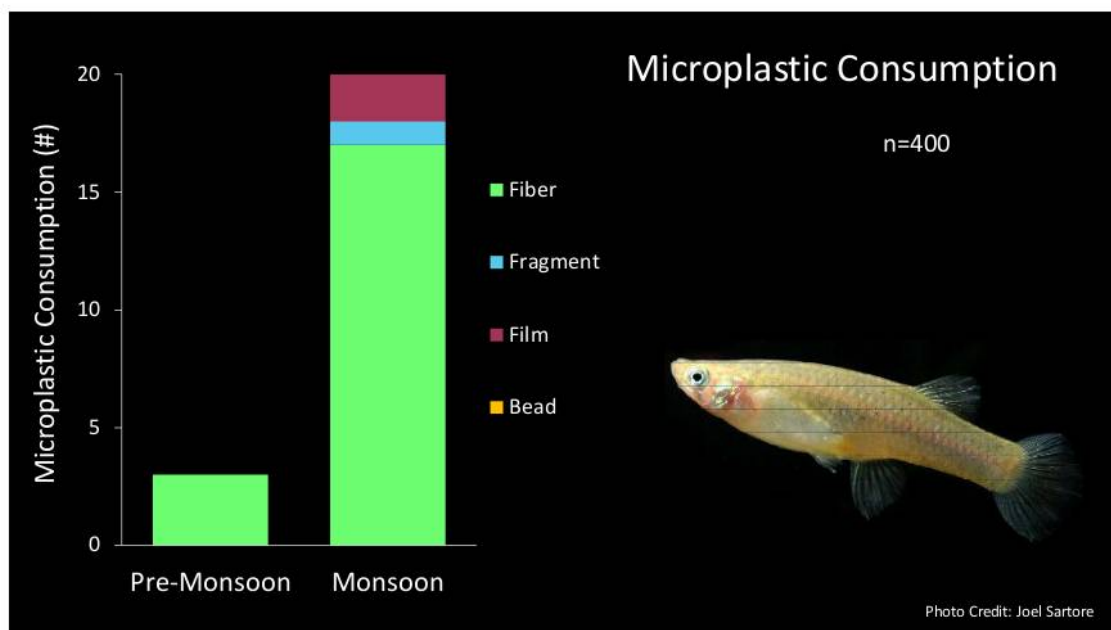 Microplastic Consumption
n=400
Microplastic Consumption (#)
20
15
10
5
0
Pre-Monsoon
Monsoon
Fiber
Fragment
Film
Bead
Photo Credit: Joel Sartore